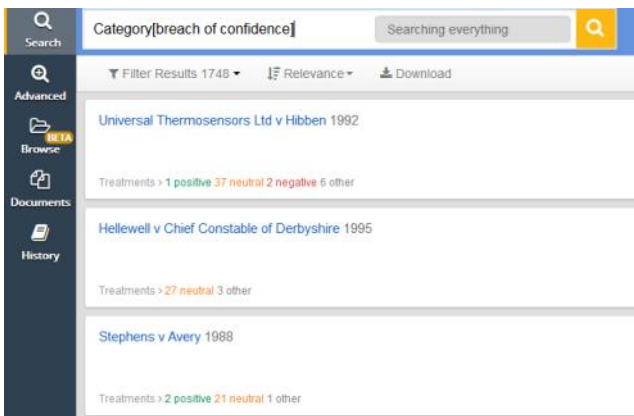 Search
Category[breach of confidence]
Searching everything
Advanced
BETA
Browse
Documents
History
Filter Results 1748
Relevance
Download
Universal Thermosensors Ltd v Hibben 1992
Treatments > 1 positive 37 neutral 2 negative 6 other
Hellewell v Chief Constable of Derbyshire 1995
Treatments > 27 neutral 3 other
Stephens v Avery 1988
Treatments > 2 positive 21 neutral 1 other